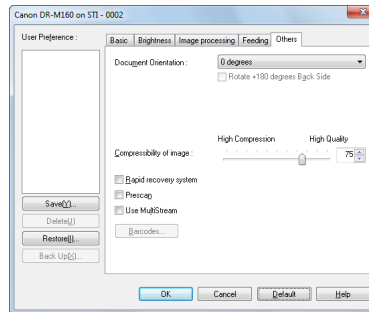 Canon DR-M160 on STI - 0002
User Preference :
Basic Brightness Image processing Feeding Others
Document Orientation : 0 degrees
Rotate +180 degrees Back Side
High Compression High Quality
Compressibility of image : 75
Rapid recovery system
Prescan
Use MultiStream
Save(Y)...
Delete(J)
Barcodes...
Restore(I)...
Back Up(X)...
OK Cancel Default Help